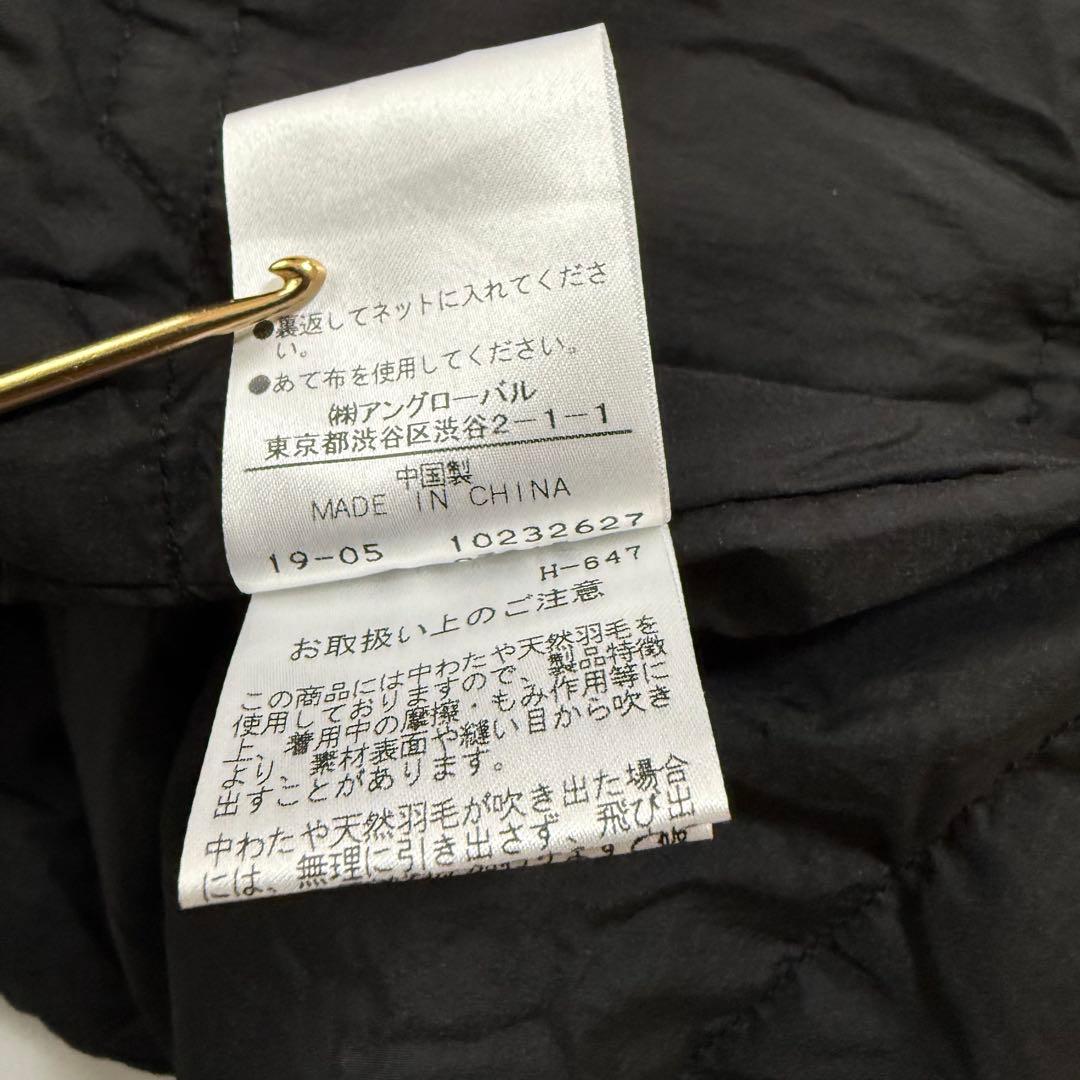 ●裏返してネットに入れてくださ
い。
●あて布を使用してください。
㈱アングローバル
東京都渋谷区渋谷2-1-1
中国製
MADE IN CHINA
19-05 10232627
H-647
お取扱い上のご注意
この商品には中わたや天然羽毛を
使用しておりますので、製品特徴
上、着用中の摩擦・もみ作用等に
より、素材表面や縫い目から吹き
出すことがあります。
中わたや天然羽毛が吹き出た場合
には、無理に引き出さず、飛び出